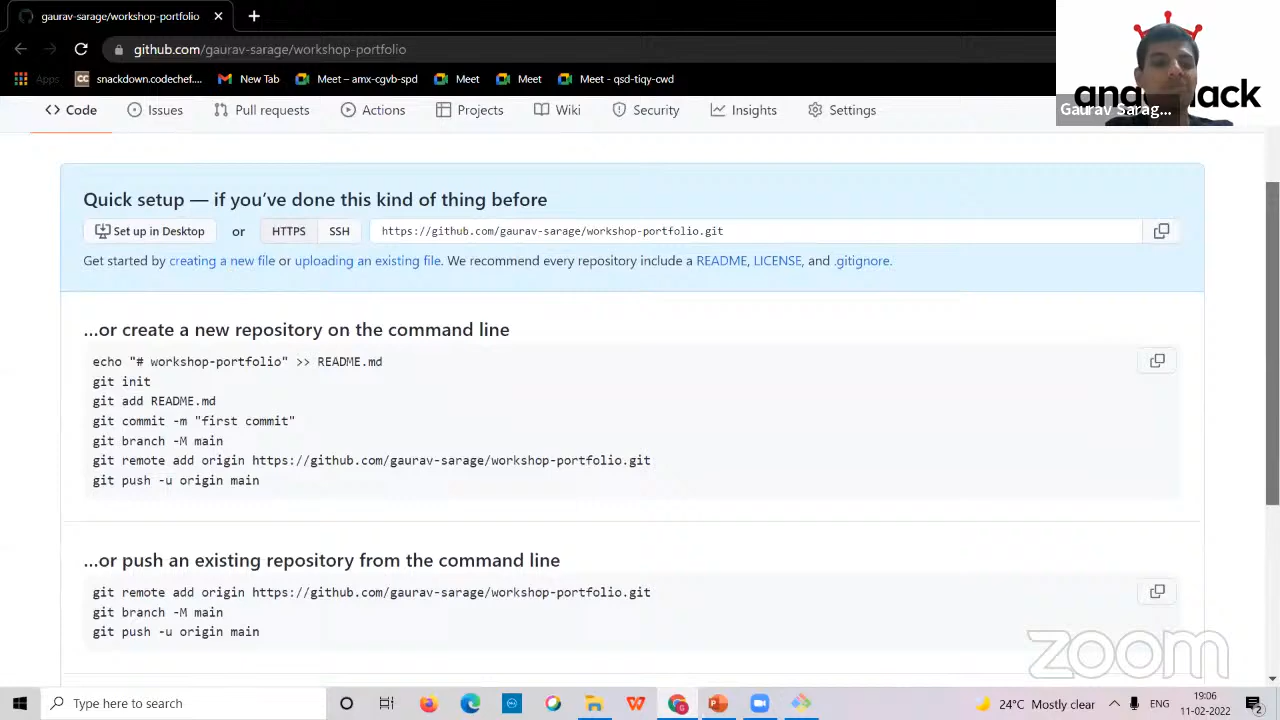 gaurav-sarage/workshop-portfolio
github.com/gaurav-sarage/workshop-portfolio
Apps
CC
snackdown.codechef....
New Tab
Meet – amx-cgvb-spd
Meet
Meet
Meet - qsd-tiqy-cwd
Gaurav Sarag...
Code
Issues
Pull requests
Actions
Projects
Wiki
Security
Insights
Settings
Quick setup — if you've done this kind of thing before
Set up in Desktop
or
HTTPS
SSH
https://github.com/gaurav-sarage/workshop-portfolio.git
Get started by creating a new file or uploading an existing file. We recommend every repository include a README, LICENSE, and .gitignore.
...or create a new repository on the command line
echo "# workshop-portfolio" >> README.md
git init
git add README.md
git commit -m "first commit"
git branch -M main
git remote add origin https://github.com/gaurav-sarage/workshop-portfolio.git
git push -u origin main
...or push an existing repository from the command line
git remote add origin https://github.com/gaurav-sarage/workshop-portfolio.git
git branch -M main
git push -u origin main
zoom
Type here to search
24°C Mostly clear
ENG
19:06
11-02-2022
2